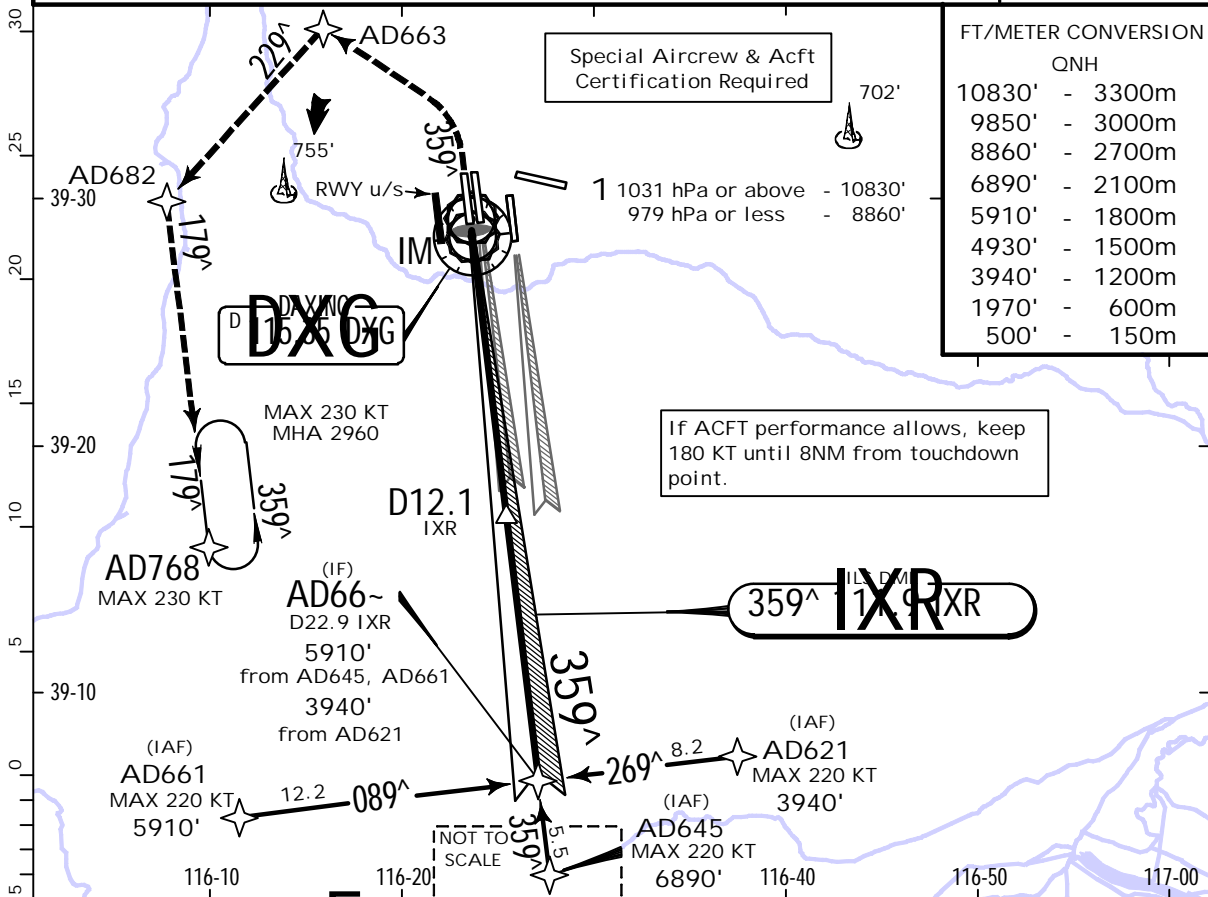 30
25
20
15
10
5
0
5
39-30
39-20
39-10
116-10
116-20
116-40
116-50
117-00
AD663
229^
359^
AD682
179^
755'
RWY u/s
IM
702'
Special Aircrew & Acft
Certification Required
FT/METER CONVERSION
QNH
10830' - 3300m
9850' - 3000m
8860' - 2700m
6890' - 2100m
5910' - 1800m
4930' - 1500m
3940' - 1200m
1970' - 600m
500' - 150m
1 1031 hPa or above - 10830'
979 hPa or less - 8860'
DAXING
D DXG
DXG
MAX 230 KT
MHA 2960
179^
359^
AD768
MAX 230 KT
If ACFT performance allows, keep
180 KT until 8NM from touchdown
point.
D12.1
IXR
(IF)
AD66~
D22.9 IXR
5910'
from AD645, AD661
3940'
from AD621
ILS DME
359^ IXR
IXR
359^
(IAF)
AD661
MAX 220 KT
5910'
12.2
089^
269^
8.2
(IAF)
AD621
MAX 220 KT
3940'
(IAF)
AD645
MAX 220 KT
6890'
NOT TO
SCALE
359^
5.5